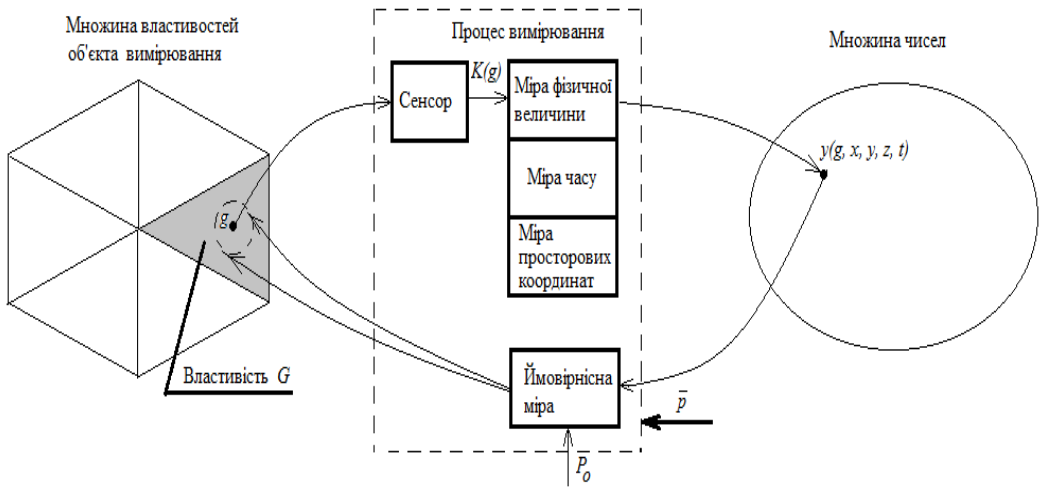 Множина властивостей
об'єкта вимірювання
g
Властивість G
Процес вимірювання
Сенсор
K(g)
Міра фізичної
величини
Міра часу
Міра
просторових
координат
Ймовірнісна
міра
P₀
p̅
Множина чисел
y(g, x, y, z, t)